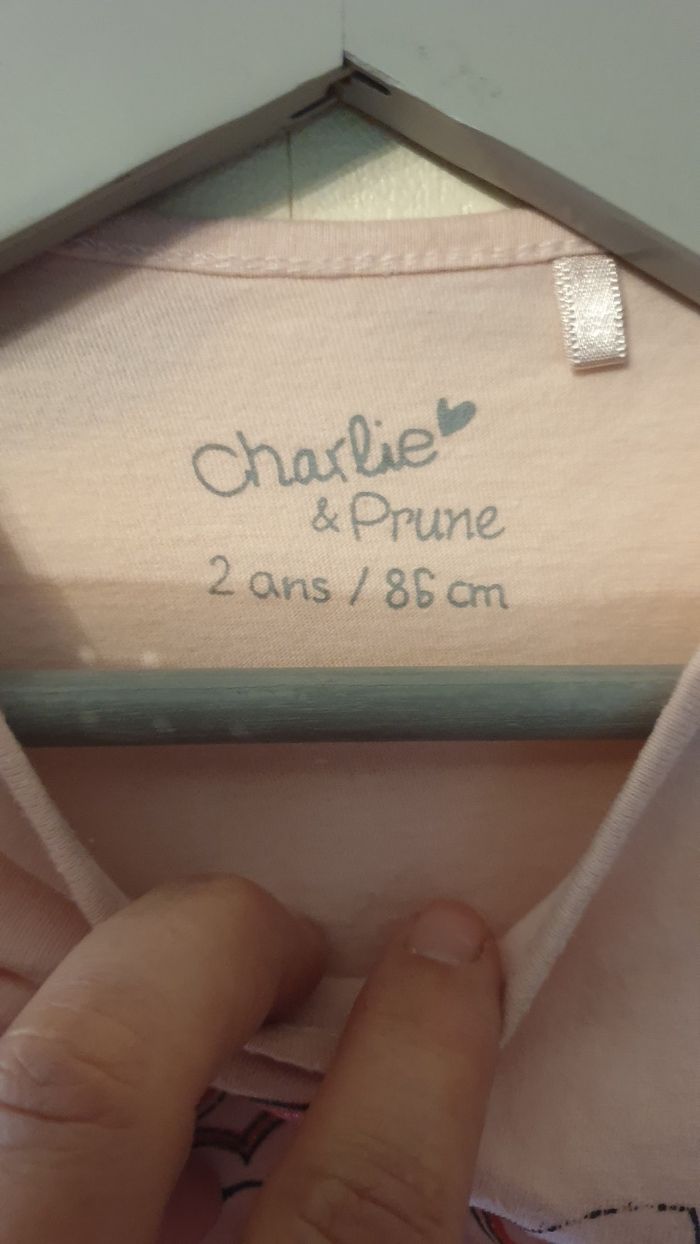 Charlie
& Prune
2 ans / 86 cm